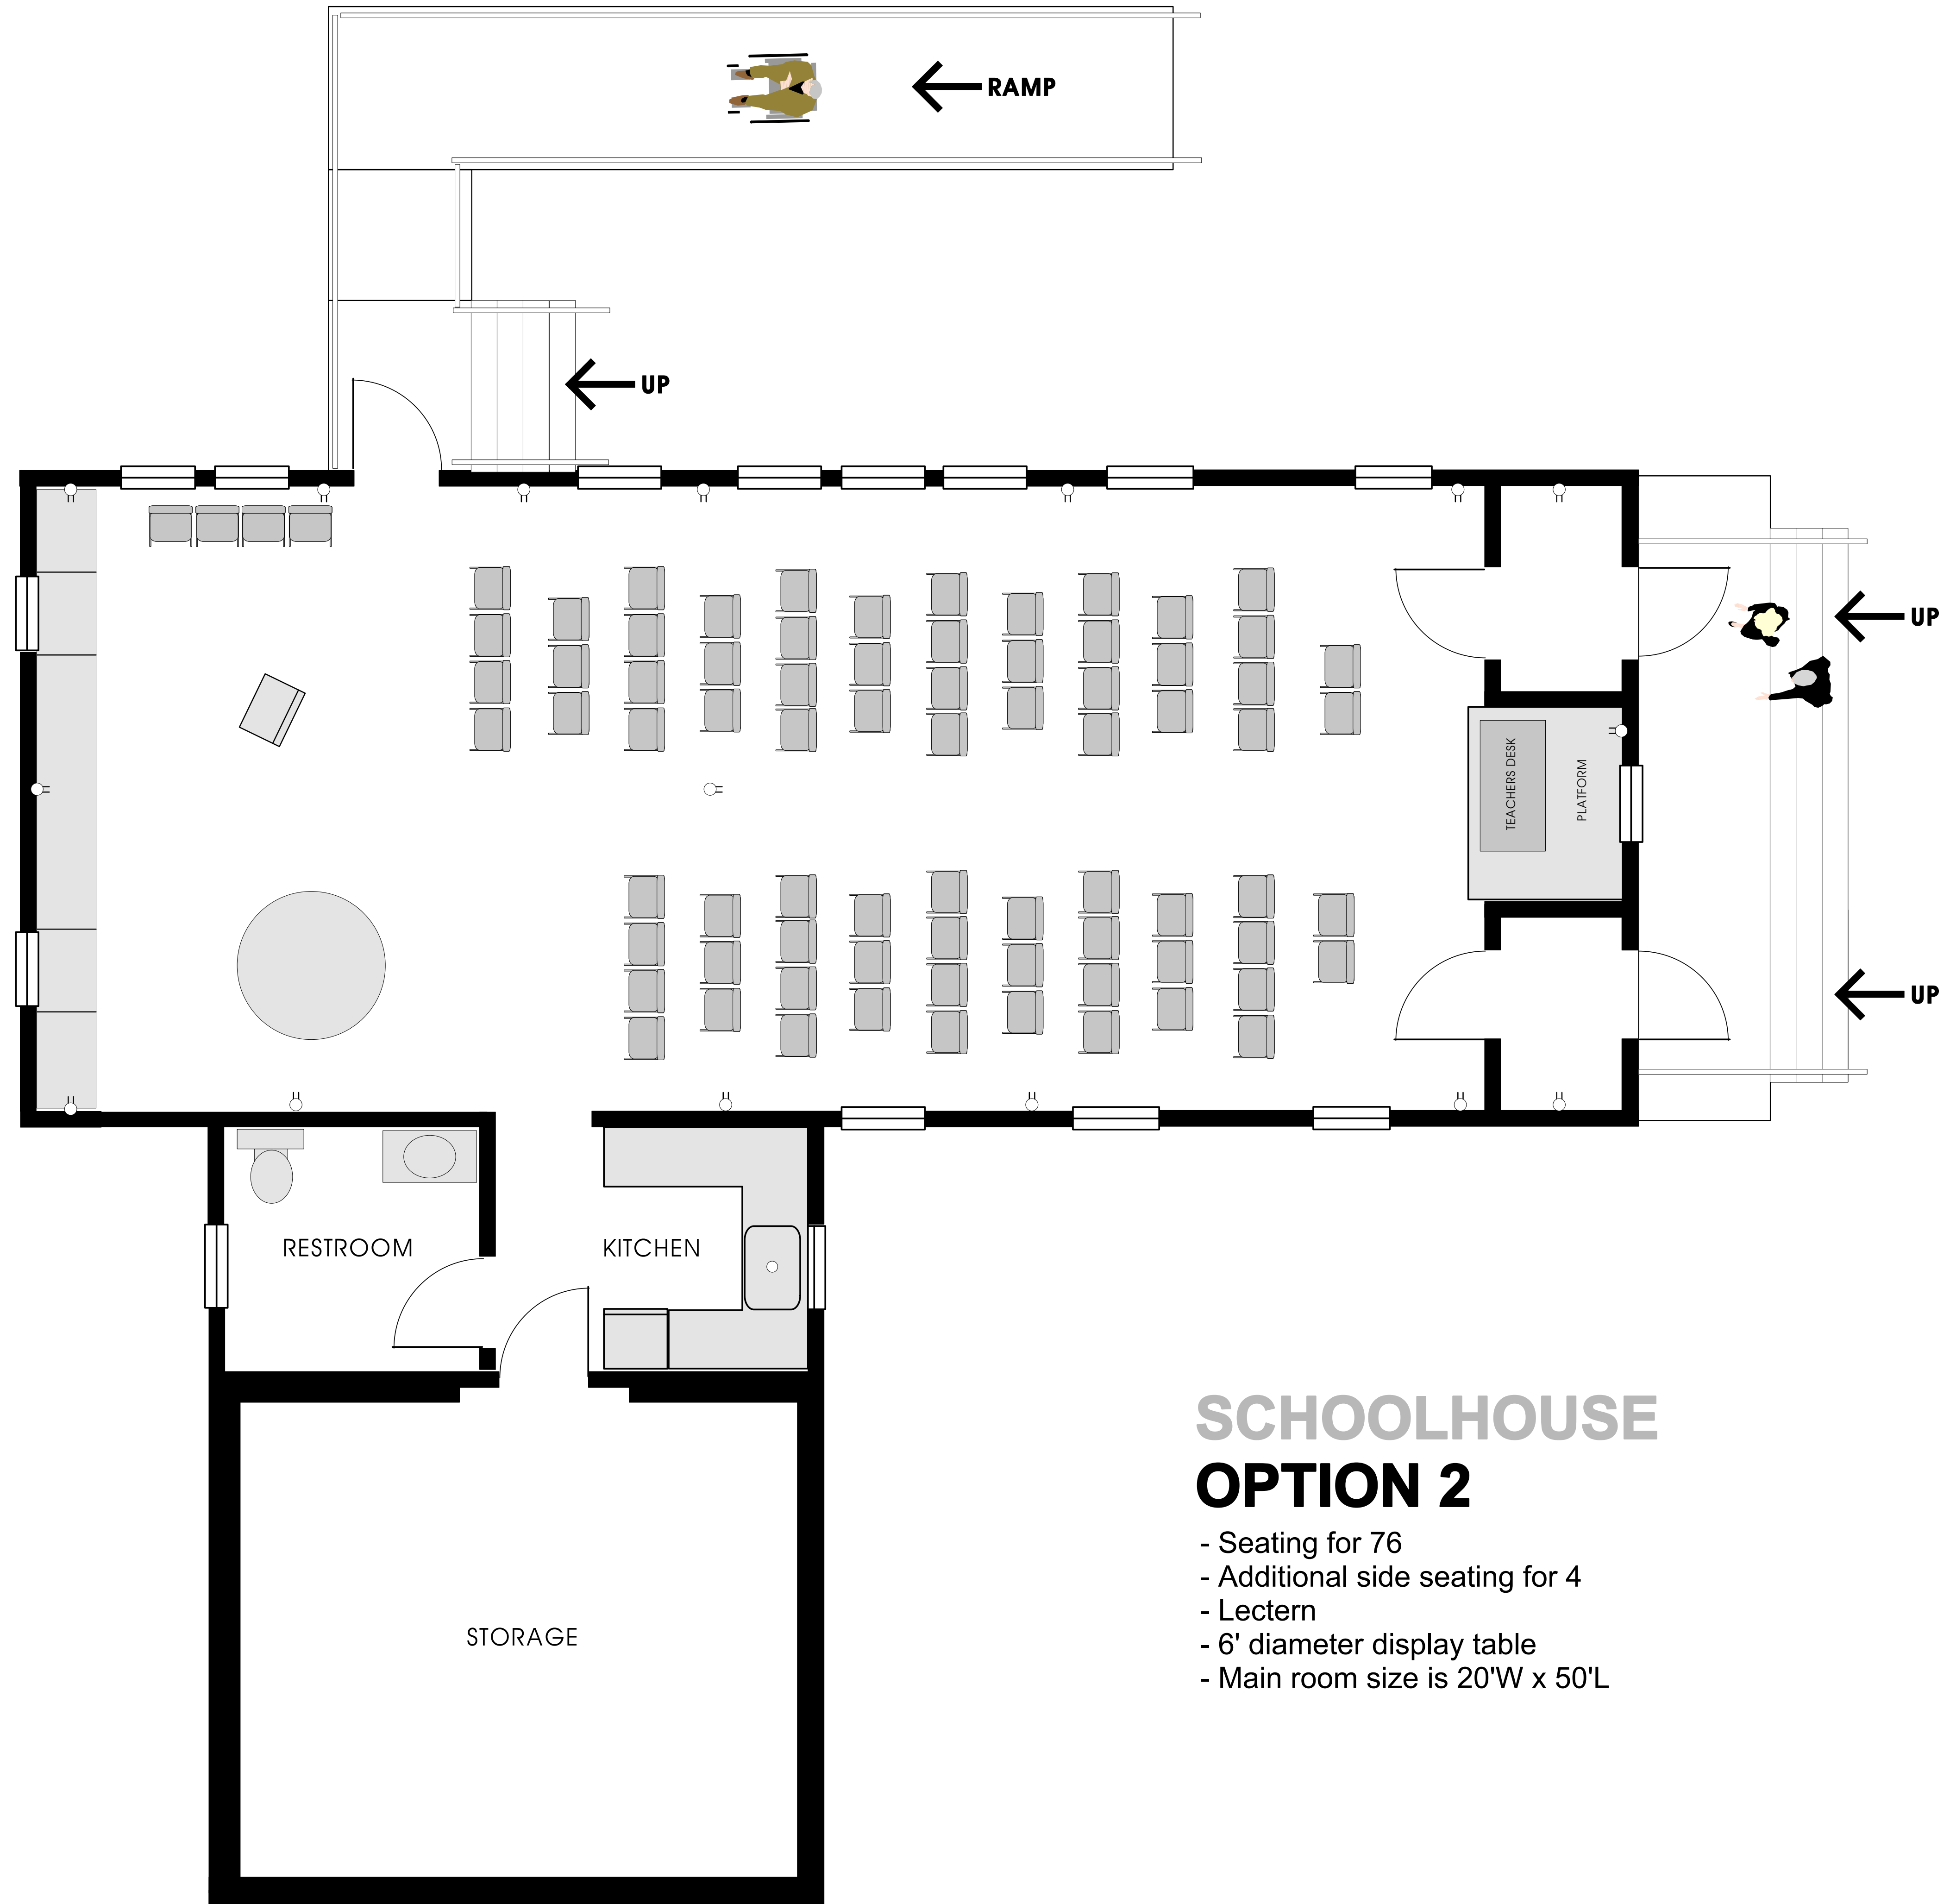 RAMP
UP
UP
TEACHERS DESK
PLATFORM
UP
RESTROOM
KITCHEN
STORAGE
SCHOOLHOUSE
OPTION 2
- Seating for 76
- Additional side seating for 4
- Lectern
- 6' diameter display table
- Main room size is 20'W x 50'L